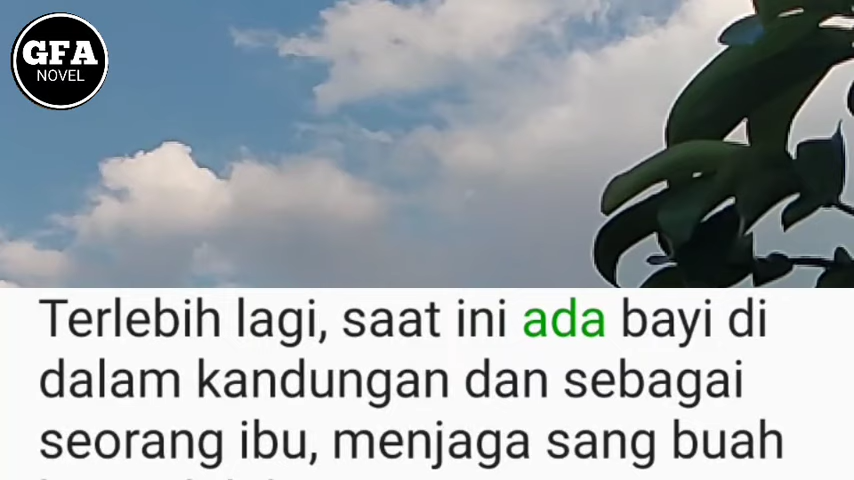 GFA
NOVEL
Terlebih lagi, saat ini ada bayi di
dalam kandungan dan sebagai
seorang ibu, menjaga sang buah